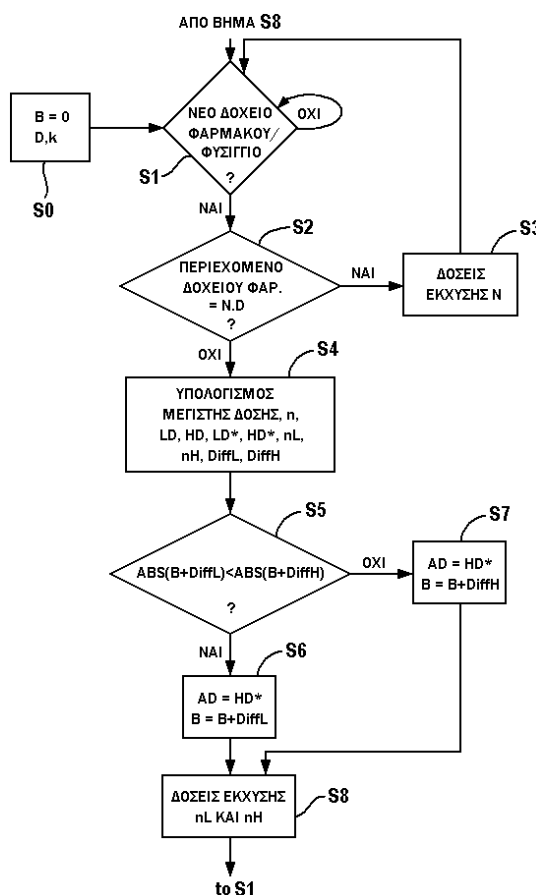 ΑΠΟ ΒΗΜΑ S8
B = 0
D,k
S0
ΝΕΟ ΔΟΧΕΙΟ
ΦΑΡΜΑΚΟΥ/
ΦΥΣΙΓΓΙΟ
?
ΟΧΙ
S1
ΝΑΙ
S2
ΠΕΡΙΕΧΟΜΕΝΟ
ΔΟΧΕΙΟΥ ΦΑΡ.
= N.D
?
ΝΑΙ
S3
ΔΟΣΕΙΣ
ΕΚΧΥΣΗΣ N
ΟΧΙ
S4
ΥΠΟΛΟΓΙΣΜΟΣ
ΜΕΓΙΣΤΗΣ ΔΟΣΗΣ, n,
LD, HD, LD*, HD*, nL,
nH, DiffL, DiffH
S5
ABS(B+DiffL)<ABS(B+DiffH)
?
ΟΧΙ
S7
AD = HD*
B = B+DiffH
ΝΑΙ
S6
AD = HD*
B = B+DiffL
ΔΟΣΕΙΣ ΕΚΧΥΣΗΣ
nL ΚΑΙ nH
S8
to S1